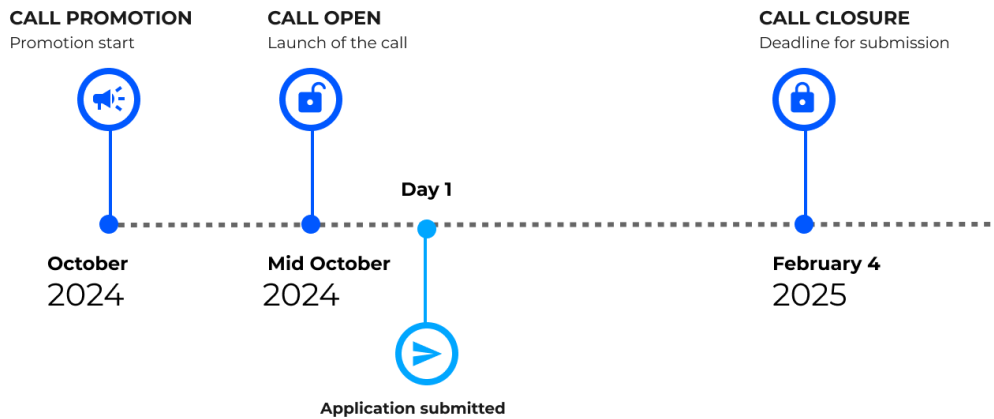 CALL PROMOTION
Promotion start
CALL OPEN
Launch of the call
CALL CLOSURE
Deadline for submission
Day 1
October
2024
Mid October
2024
February 4
2025
Application submitted